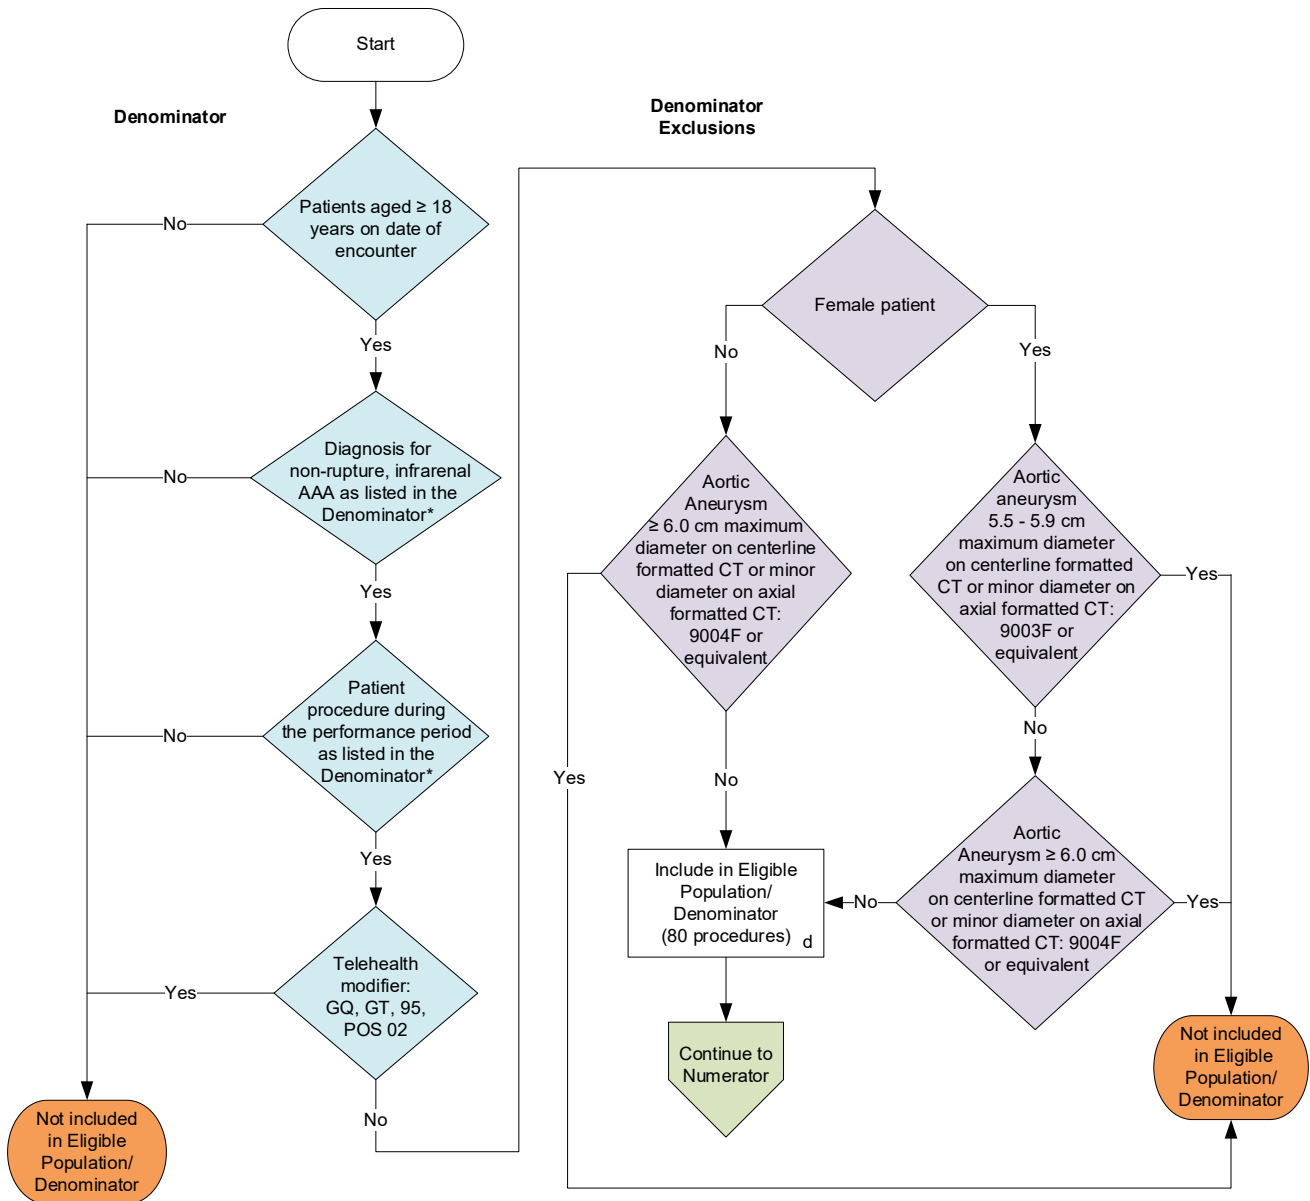 Start
Denominator
Patients aged ≥ 18
years on date of
encounter
No
Yes
Diagnosis for
non-rupture, infrarenal
AAA as listed in the
Denominator*
No
Yes
Patient
procedure during
the performance period
as listed in the
Denominator*
No
Yes
Telehealth
modifier:
GQ, GT, 95,
POS 02
Yes
No
Not included
in Eligible
Population/
Denominator
Denominator
Exclusions
Female patient
No
Yes
Aortic
Aneurysm
≥ 6.0 cm maximum
diameter on centerline
formatted CT or minor
diameter on axial
formatted CT:
9004F or
equivalent
Yes
No
Aortic
aneurysm
5.5 - 5.9 cm
maximum diameter
on centerline formatted
CT or minor diameter on
axial formatted CT:
9003F or
equivalent
Yes
No
Aortic
Aneurysm ≥ 6.0 cm
maximum diameter
on centerline formatted CT
or minor diameter on axial
formatted CT: 9004F
or equivalent
No
Yes
Include in Eligible
Population/
Denominator
(80 procedures) d
Continue to
Numerator
Not included
in Eligible
Population/
Denominator